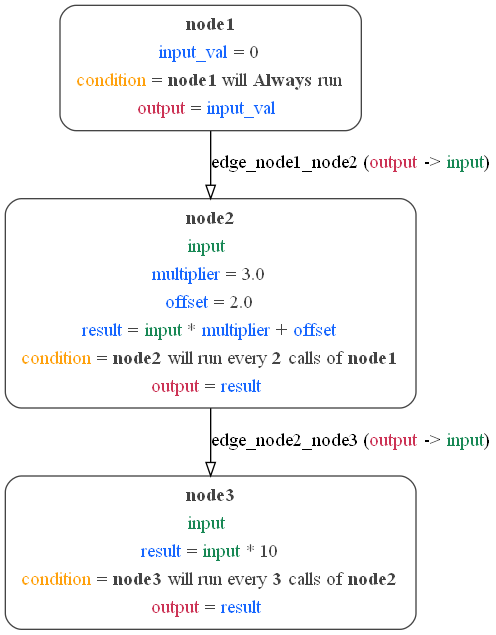 node1
input_val = 0
condition = node1 will Always run
output = input_val
edge_node1_node2 (output -> input)
node2
input
multiplier = 3.0
offset = 2.0
result = input * multiplier + offset
condition = node2 will run every 2 calls of node1
output = result
edge_node2_node3 (output -> input)
node3
input
result = input * 10
condition = node3 will run every 3 calls of node2
output = result